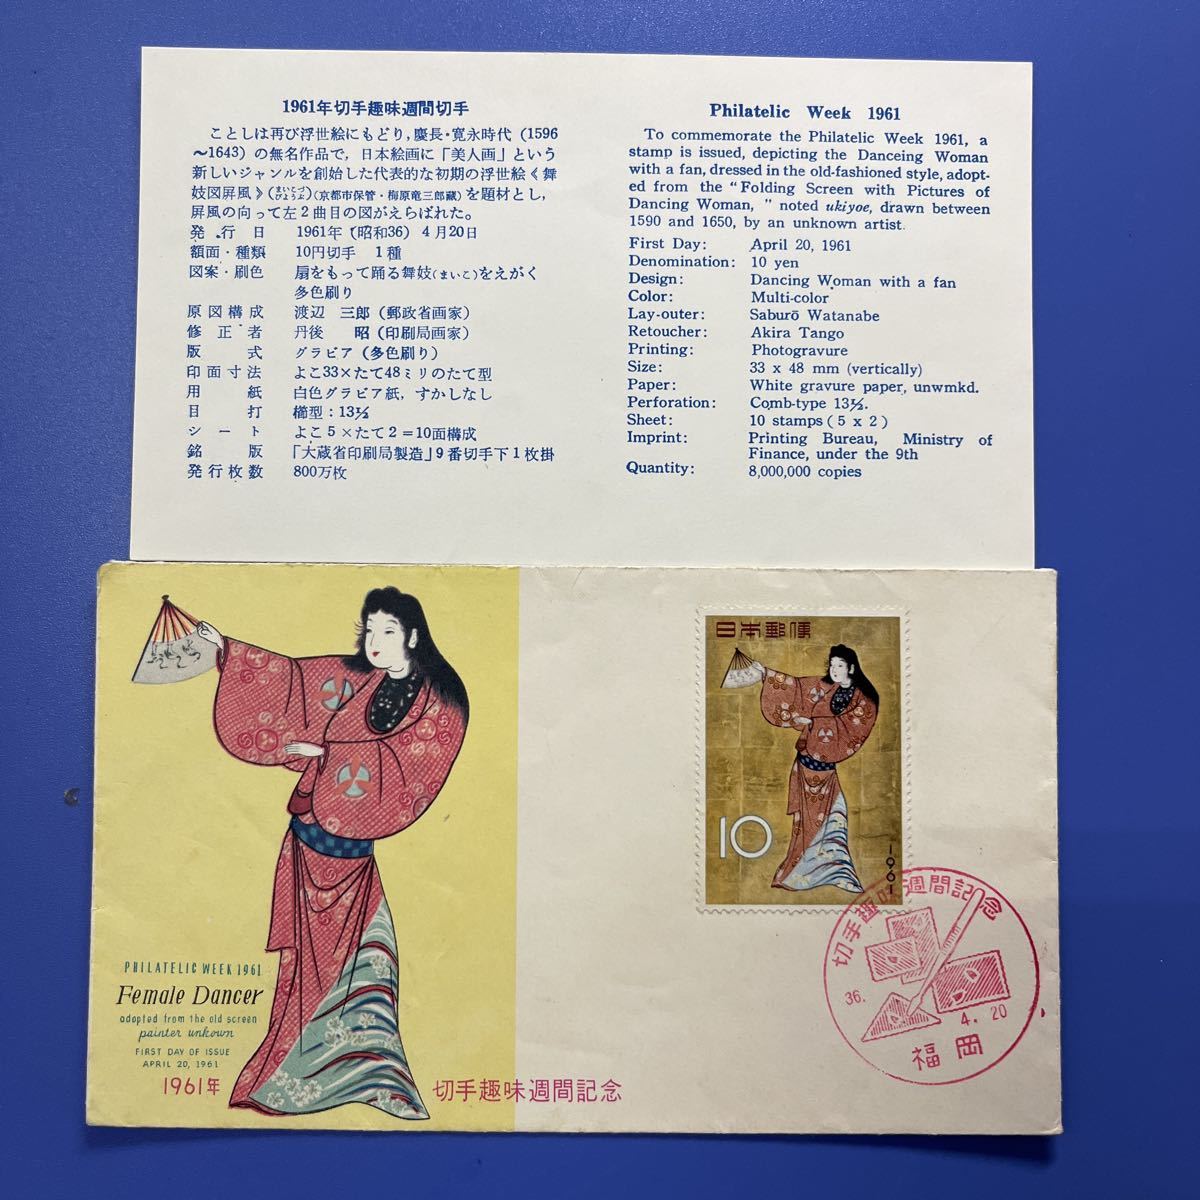 1961年切手趣味週間切手
ことしは再び浮世絵にもどり,慶長・寛永時代(1596
～1643)の無名作品で,日本絵画に「美人画」という
新しいジャンルを創始した代表的な初期の浮世絵《舞
妓図屏風》(まいこづびょうぶ)(京都市保管・梅原竜三郎蔵)を題材とし,
屏風の向って左2曲目の図がえらばれた。
発行日 1961年(昭和36)4月20日
額面・種類 10円切手 1種
図案・刷色 扇をもって踊る舞妓(まいこ)をえがく
多色刷り
原図構成 渡辺 三郎(郵政省画家)
修正者 丹後 昭(印刷局画家)
版式 グラビア(多色刷り)
印面寸法 よこ33×たて48ミリのたて型
用紙 白色グラビア紙,すかしなし
目打 櫛型:13½
シート よこ5×たて2=10面構成
銘版 「大蔵省印刷局製造」9番切手下1枚掛
発行枚数 800万枚
Philatelic Week 1961
To commemorate the Philatelic Week 1961, a
stamp is issued, depicting the Danceing Woman
with a fan, dressed in the old-fashioned style, adopt-
ed from the "Folding Screen with Pictures of
Dancing Woman, " noted ukiyoe, drawn between
1590 and 1650, by an unknown artist.
First Day: April 20, 1961
Denomination: 10 yen
Design: Dancing Woman with a fan
Color: Multi-color
Lay-outer: Saburō Watanabe
Retoucher: Akira Tango
Printing: Photogravure
Size: 33 x 48 mm (vertically)
Paper: White gravure paper, unwmkd.
Perforation: Comb-type 13½.
Sheet: 10 stamps (5 x 2)
Imprint: Printing Bureau, Ministry of
Finance, under the 9th
Quantity: 8,000,000 copies
日本郵便
10
1961
切手趣味週間記念
36. 4. 20
福岡
PHILATELIC WEEK 1961
Female Dancer
adopted from the old screen
painter unkown
FIRST DAY OF ISSUE
APRIL 20, 1961
1961年 切手趣味週間記念